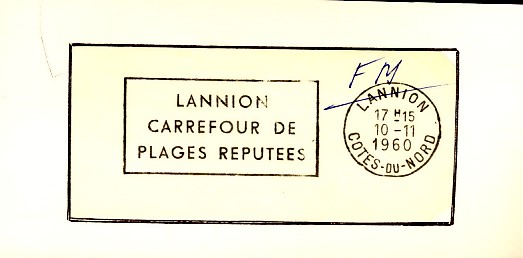 LANNION
CARREFOUR DE
PLAGES REPUTEES
FM
LANNION
17 H 15
10 - 11
1960
COTES-DU-NORD